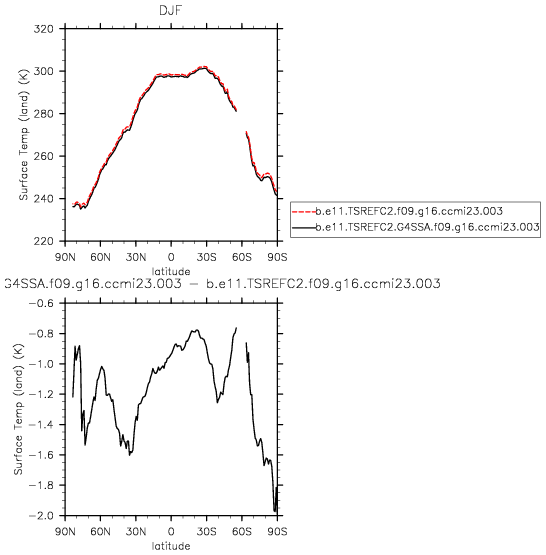 DJF
320
300
280
260
240
220
Surface Temp (land) (K)
90N 60N 30N 0 30S 60S 90S
latitude
b.e11.TSREFC2.f09.g16.ccmi23.003
b.e11.TSREFC2.G4SSA.f09.g16.ccmi23.003
G4SSA.f09.g16.ccmi23.003 − b.e11.TSREFC2.f09.g16.ccmi23.003
−0.6
−0.8
−1.0
−1.2
−1.4
−1.6
−1.8
−2.0
Surface Temp (land) (K)
90N 60N 30N 0 30S 60S 90S
latitude